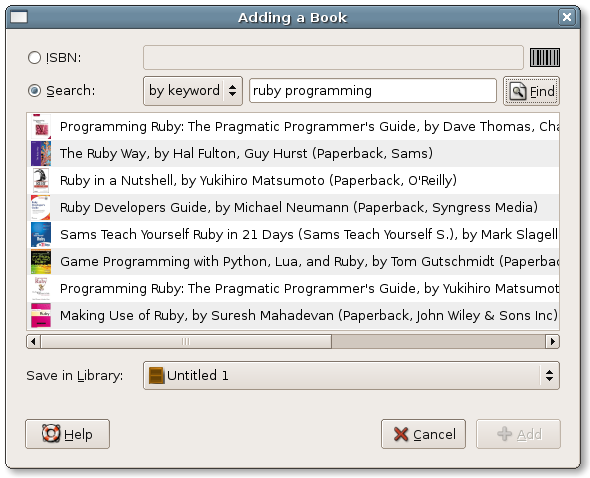 Adding a Book
ISBN:
Search: by keyword ruby programming Find
Programming Ruby: The Pragmatic Programmer's Guide, by Dave Thomas, Cha
The Ruby Way, by Hal Fulton, Guy Hurst (Paperback, Sams)
Ruby in a Nutshell, by Yukihiro Matsumoto (Paperback, O'Reilly)
Ruby Developers Guide, by Michael Neumann (Paperback, Syngress Media)
Sams Teach Yourself Ruby in 21 Days (Sams Teach Yourself S.), by Mark Slagell
Game Programming with Python, Lua, and Ruby, by Tom Gutschmidt (Paperbac
Programming Ruby: The Pragmatic Programmer's Guide, by Yukihiro Matsumot
Making Use of Ruby, by Suresh Mahadevan (Paperback, John Wiley & Sons Inc)
Save in Library: Untitled 1
Help Cancel Add